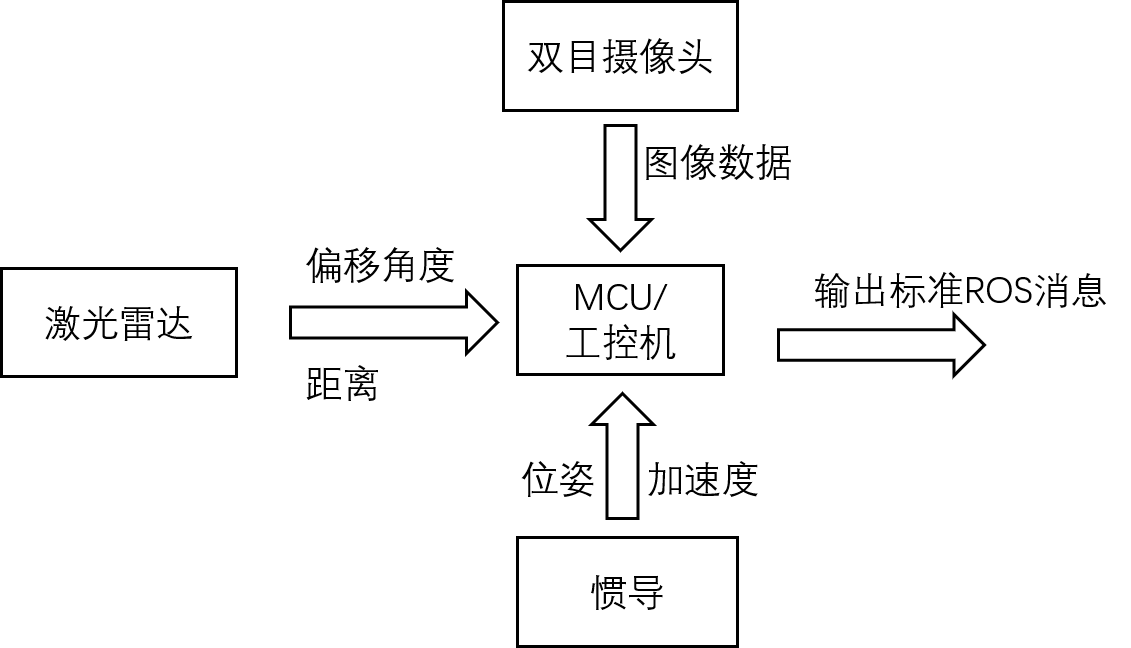 双目摄像头
图像数据
偏移角度
激光雷达
距离
MCU/
工控机
输出标准ROS消息
位姿
加速度
惯导